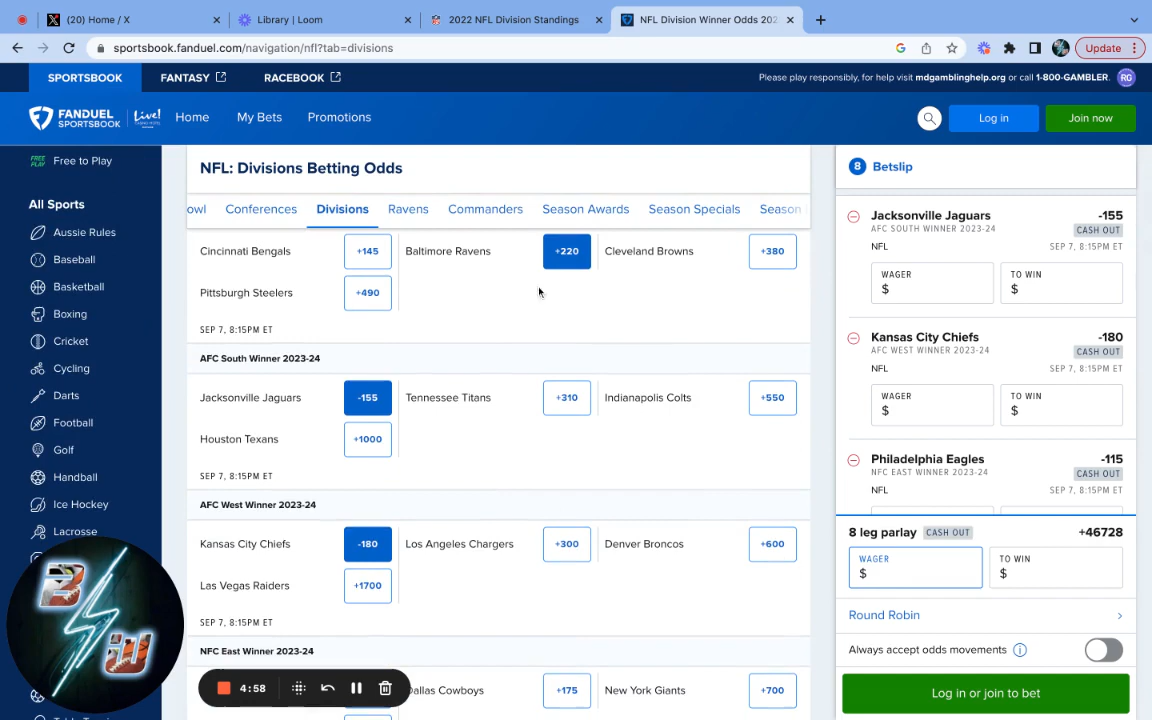 (20) Home / X
Library | Loom
2022 NFL Division Standings
NFL Division Winner Odds 202
sportsbook.fanduel.com/navigation/nfl?tab=divisions
Update
SPORTSBOOK
FANTASY
RACEBOOK
Please play responsibly, for help visit mdgamblinghelp.org or call 1-800-GAMBLER.
RG
FANDUEL
SPORTSBOOK
Live!
Home
My Bets
Promotions
Log in
Join now
FREE
PLAY
Free to Play
All Sports
Aussie Rules
Baseball
Basketball
Boxing
Cricket
Cycling
Darts
Football
Golf
Handball
Ice Hockey
Lacrosse
NFL: Divisions Betting Odds
owl
Conferences
Divisions
Ravens
Commanders
Season Awards
Season Specials
Season
Cincinnati Bengals +145 Baltimore Ravens +220 Cleveland Browns +380
Pittsburgh Steelers +490
SEP 7, 8:15PM ET
AFC South Winner 2023-24
Jacksonville Jaguars -155 Tennessee Titans +310 Indianapolis Colts +550
Houston Texans +1000
SEP 7, 8:15PM ET
AFC West Winner 2023-24
Kansas City Chiefs -180 Los Angeles Chargers +300 Denver Broncos +600
Las Vegas Raiders +1700
SEP 7, 8:15PM ET
NFC East Winner 2023-24
allas Cowboys +175 New York Giants +700
4:58
8 Betslip
Jacksonville Jaguars -155
AFC SOUTH WINNER 2023-24 CASH OUT
NFL SEP 7, 8:15PM ET
WAGER TO WIN
$ $
Kansas City Chiefs -180
AFC WEST WINNER 2023-24 CASH OUT
NFL SEP 7, 8:15PM ET
WAGER TO WIN
$ $
Philadelphia Eagles -115
NFC EAST WINNER 2023-24 CASH OUT
NFL SEP 7, 8:15PM ET
8 leg parlay CASH OUT +46728
WAGER TO WIN
$ $
Round Robin
Always accept odds movements
Log in or join to bet